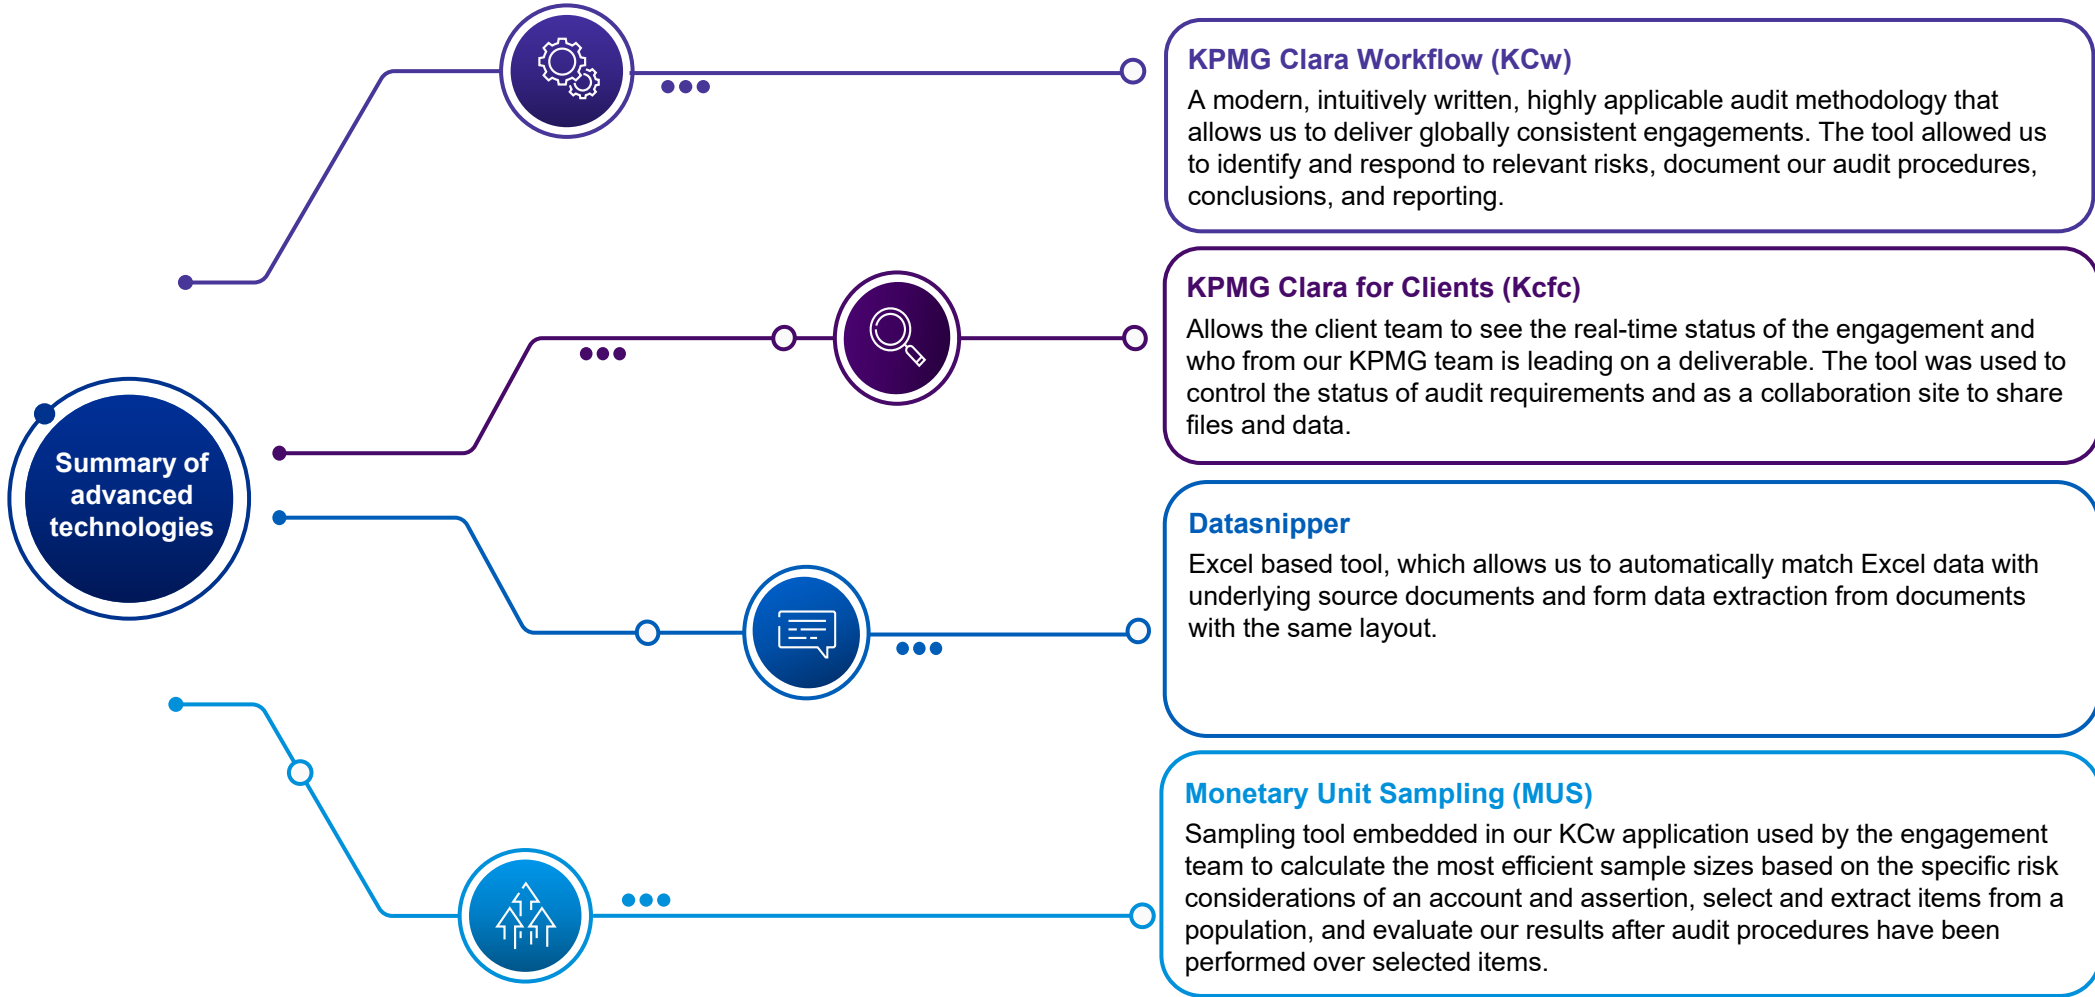 Summary of
advanced
technologies
KPMG Clara Workflow (KCw)
A modern, intuitively written, highly applicable audit methodology that
allows us to deliver globally consistent engagements. The tool allowed us
to identify and respond to relevant risks, document our audit procedures,
conclusions, and reporting.
KPMG Clara for Clients (Kcfc)
Allows the client team to see the real-time status of the engagement and
who from our KPMG team is leading on a deliverable. The tool was used to
control the status of audit requirements and as a collaboration site to share
files and data.
Datasnipper
Excel based tool, which allows us to automatically match Excel data with
underlying source documents and form data extraction from documents
with the same layout.
Monetary Unit Sampling (MUS)
Sampling tool embedded in our KCw application used by the engagement
team to calculate the most efficient sample sizes based on the specific risk
considerations of an account and assertion, select and extract items from a
population, and evaluate our results after audit procedures have been
performed over selected items.